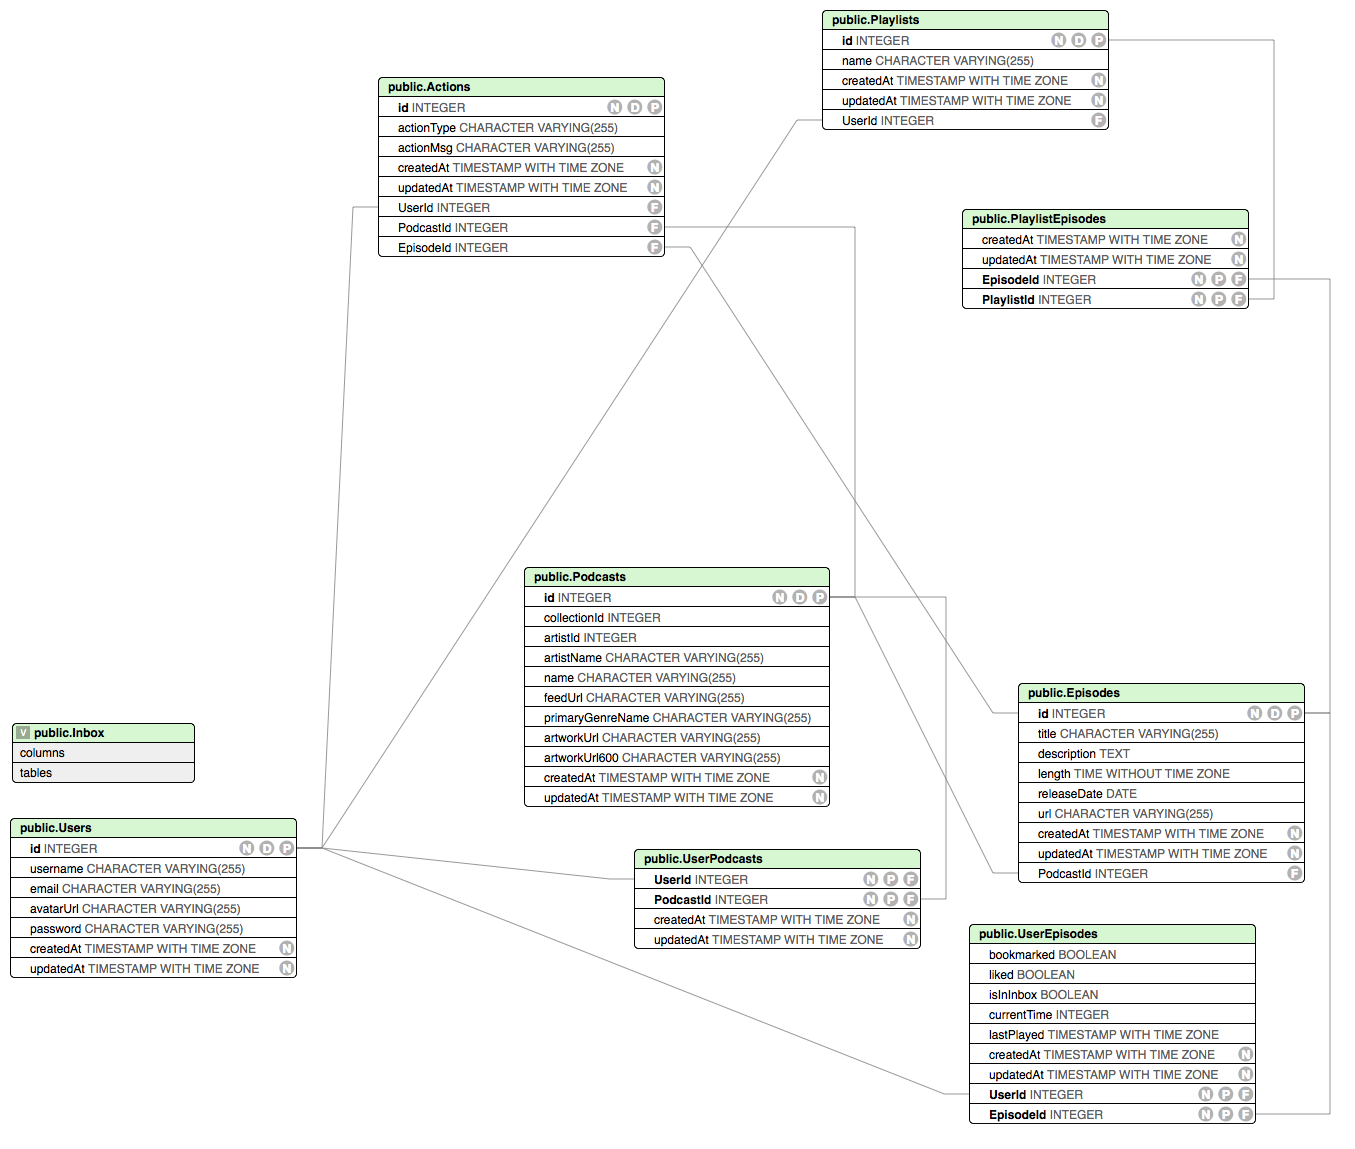 public.Playlists
id INTEGER N D P
name CHARACTER VARYING(255)
createdAt TIMESTAMP WITH TIME ZONE N
updatedAt TIMESTAMP WITH TIME ZONE N
UserId INTEGER F
public.Actions
id INTEGER N D P
actionType CHARACTER VARYING(255)
actionMsg CHARACTER VARYING(255)
createdAt TIMESTAMP WITH TIME ZONE N
updatedAt TIMESTAMP WITH TIME ZONE N
UserId INTEGER F
PodcastId INTEGER F
EpisodeId INTEGER F
public.PlaylistEpisodes
createdAt TIMESTAMP WITH TIME ZONE N
updatedAt TIMESTAMP WITH TIME ZONE N
EpisodeId INTEGER N P F
PlaylistId INTEGER N P F
public.Podcasts
id INTEGER N D P
collectionId INTEGER
artistId INTEGER
artistName CHARACTER VARYING(255)
name CHARACTER VARYING(255)
feedUrl CHARACTER VARYING(255)
primaryGenreName CHARACTER VARYING(255)
artworkUrl CHARACTER VARYING(255)
artworkUrl600 CHARACTER VARYING(255)
createdAt TIMESTAMP WITH TIME ZONE N
updatedAt TIMESTAMP WITH TIME ZONE N
public.Episodes
id INTEGER N D P
title CHARACTER VARYING(255)
description TEXT
length TIME WITHOUT TIME ZONE
releaseDate DATE
url CHARACTER VARYING(255)
createdAt TIMESTAMP WITH TIME ZONE N
updatedAt TIMESTAMP WITH TIME ZONE N
PodcastId INTEGER F
V public.Inbox
columns
tables
public.Users
id INTEGER N D P
username CHARACTER VARYING(255)
email CHARACTER VARYING(255)
avatarUrl CHARACTER VARYING(255)
password CHARACTER VARYING(255)
createdAt TIMESTAMP WITH TIME ZONE N
updatedAt TIMESTAMP WITH TIME ZONE N
public.UserPodcasts
UserId INTEGER N P F
PodcastId INTEGER N P F
createdAt TIMESTAMP WITH TIME ZONE N
updatedAt TIMESTAMP WITH TIME ZONE N
public.UserEpisodes
bookmarked BOOLEAN
liked BOOLEAN
isInInbox BOOLEAN
currentTime INTEGER
lastPlayed TIMESTAMP WITH TIME ZONE
createdAt TIMESTAMP WITH TIME ZONE N
updatedAt TIMESTAMP WITH TIME ZONE N
UserId INTEGER N P F
EpisodeId INTEGER N P F